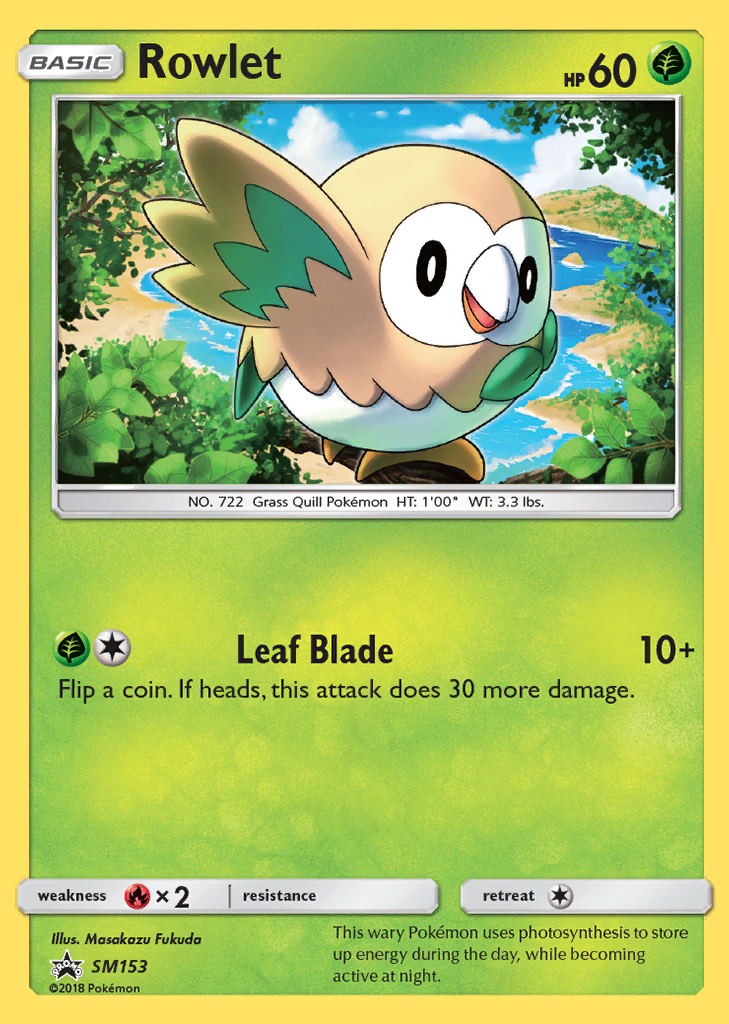 BASIC Rowlet HP60
NO. 722 Grass Quill Pokémon HT: 1'00" WT: 3.3 lbs.
Leaf Blade 10+
Flip a coin. If heads, this attack does 30 more damage.
weakness ×2 resistance retreat
Illus. Masakazu Fukuda
PROMO SM153
©2018 Pokémon
This wary Pokémon uses photosynthesis to store
up energy during the day, while becoming
active at night.